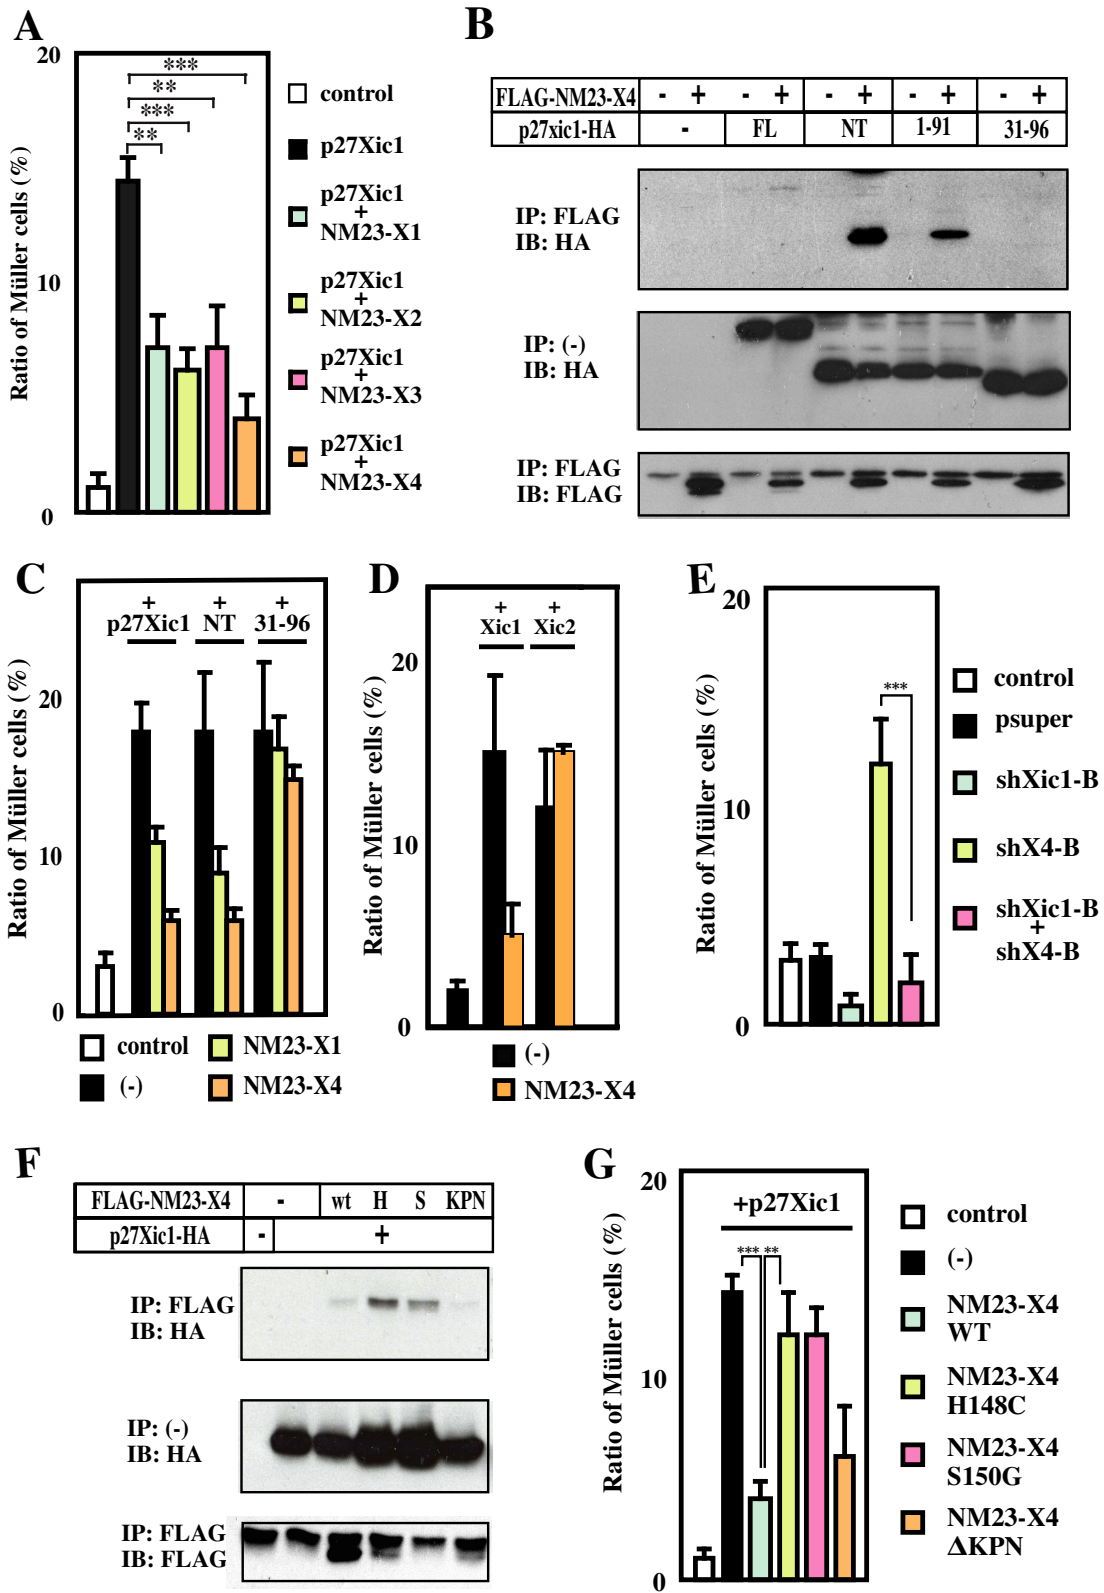 A
20
10
0
Ratio of Müller cells (%)
***
**
***
**
control
p27Xic1
p27Xic1
+
NM23-X1
p27Xic1
+
NM23-X2
p27Xic1
+
NM23-X3
p27Xic1
+
NM23-X4
B
FLAG-NM23-X4 - + - + - + - + - +
p27xic1-HA - FL NT 1-91 31-96
IP: FLAG
IB: HA
IP: (-)
IB: HA
IP: FLAG
IB: FLAG
C
+ + +
p27Xic1 NT 31-96
20
10
0
Ratio of Müller cells (%)
control NM23-X1
(-) NM23-X4
D
+ +
Xic1 Xic2
20
10
0
Ratio of Müller cells (%)
(-)
NM23-X4
E
20
10
0
Ratio of Müller cells (%)
***
control
psuper
shXic1-B
shX4-B
shXic1-B
+
shX4-B
F
FLAG-NM23-X4 - wt H S KPN
p27Xic1-HA - +
IP: FLAG
IB: HA
IP: (-)
IB: HA
IP: FLAG
IB: FLAG
G
20
10
0
Ratio of Müller cells (%)
+p27Xic1
*** **
control
(-)
NM23-X4
WT
NM23-X4
H148C
NM23-X4
S150G
NM23-X4
ΔKPN